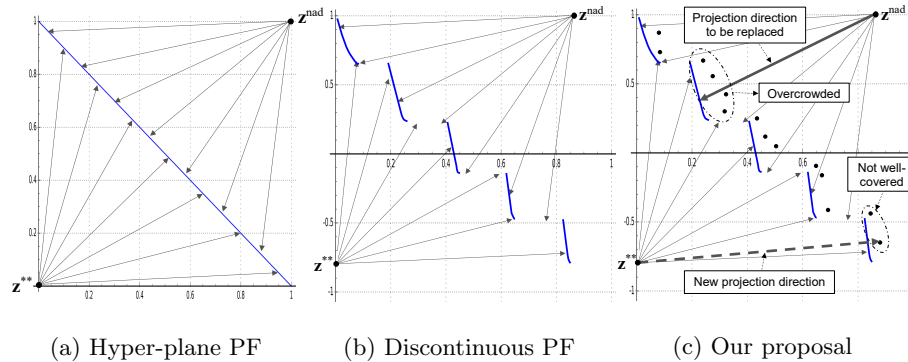 z^nad
1
0.8
0.6
0.4
0.2
z**
0.2 0.4 0.6 0.8 1
(a) Hyper-plane PF
z^nad
1
0.5
0.2 0.4 0.6 0.8
-0.5
z**
-1
(b) Discontinuous PF
z^nad
1
Projection direction
to be replaced
0.5
Overcrowded
0.2 0.4 0.6
Not well-
covered
-0.5
z**
New projection direction
-1
(c) Our proposal